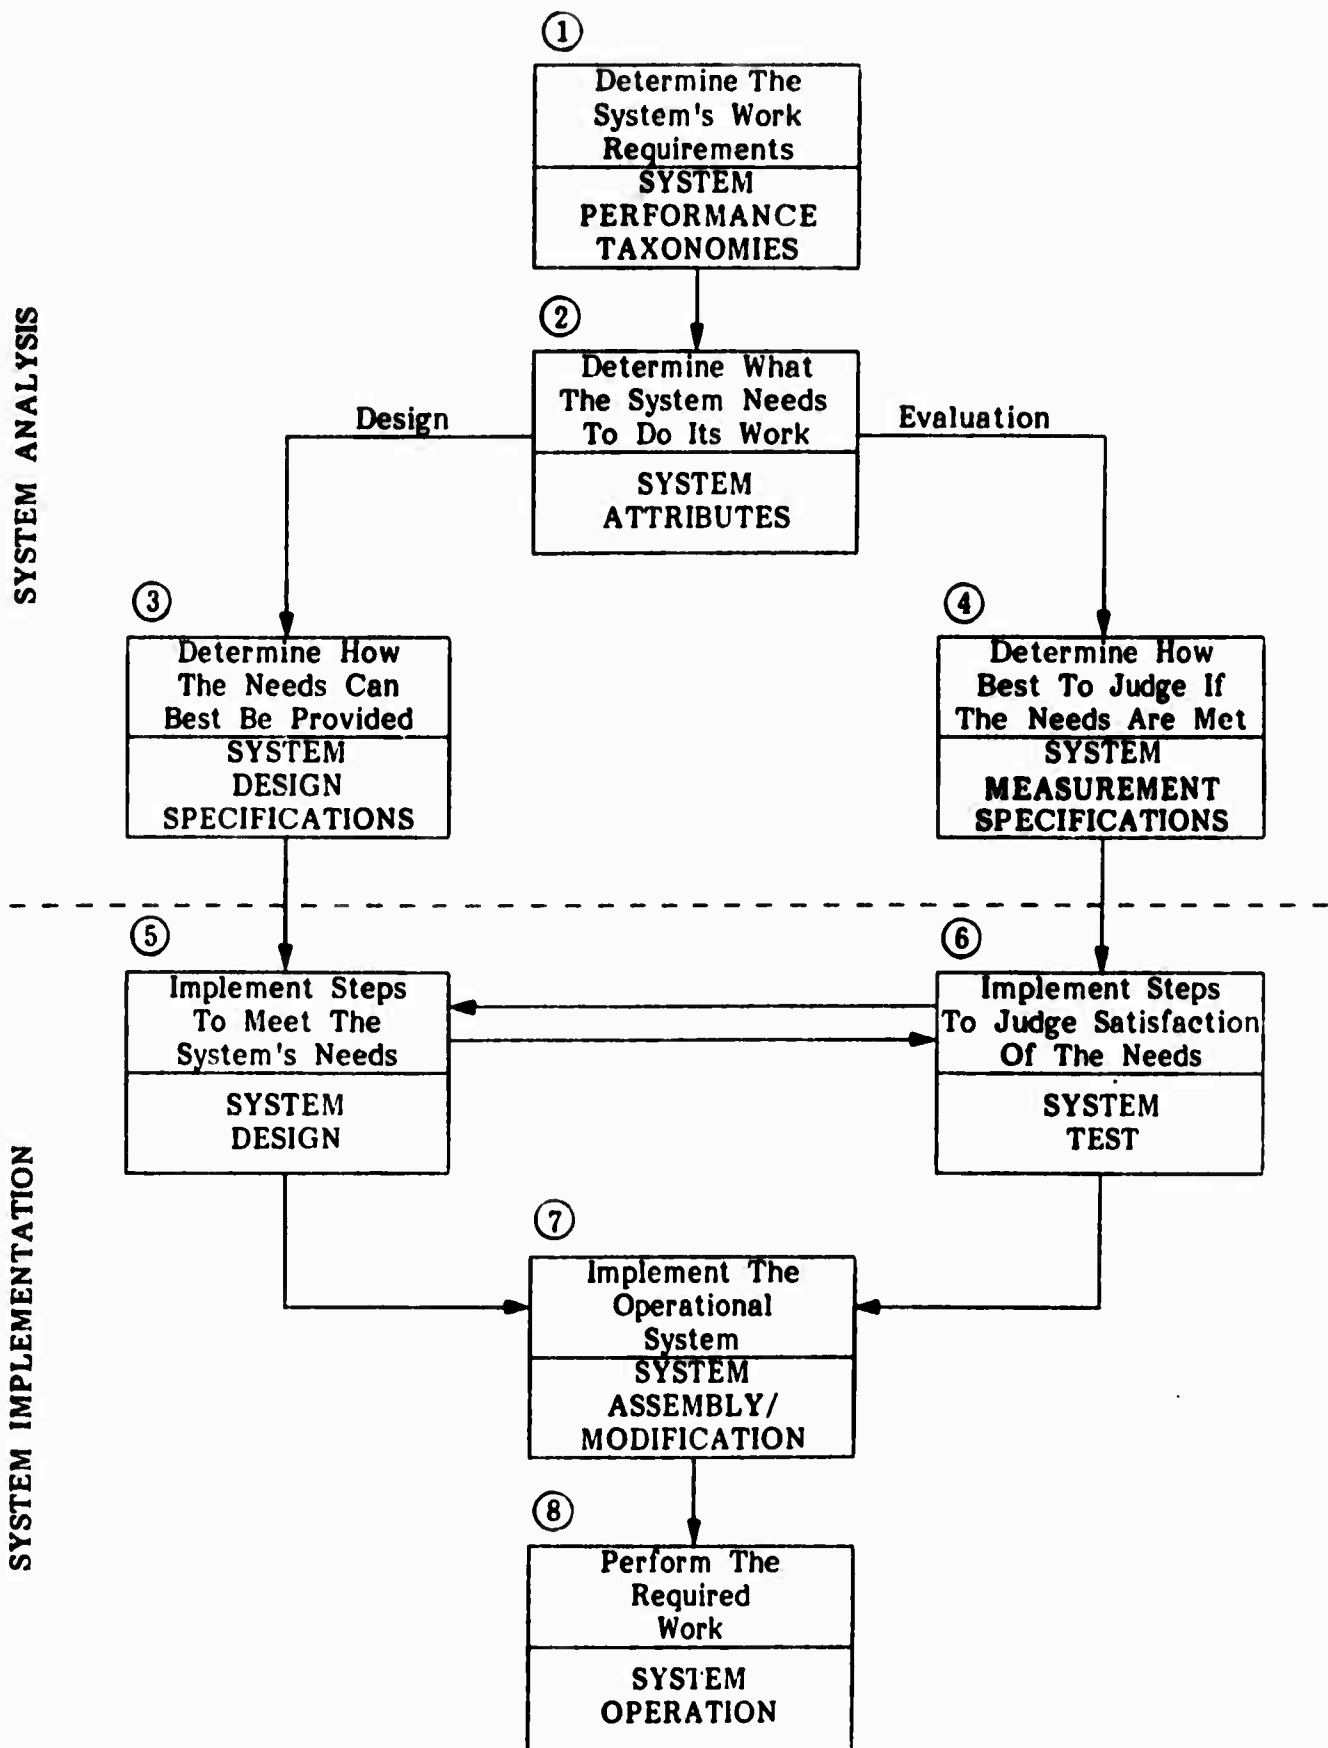 ①
Determine The
System's Work
Requirements
SYSTEM
PERFORMANCE
TAXONOMIES
SYSTEM ANALYSIS
②
Determine What
The System Needs
To Do Its Work
SYSTEM
ATTRIBUTES
Design
Evaluation
③
Determine How
The Needs Can
Best Be Provided
SYSTEM
DESIGN
SPECIFICATIONS
④
Determine How
Best To Judge If
The Needs Are Met
SYSTEM
MEASUREMENT
SPECIFICATIONS
SYSTEM IMPLEMENTATION
⑤
Implement Steps
To Meet The
System's Needs
SYSTEM
DESIGN
⑥
Implement Steps
To Judge Satisfaction
Of The Needs
SYSTEM
TEST
⑦
Implement The
Operational
System
SYSTEM
ASSEMBLY/
MODIFICATION
⑧
Perform The
Required
Work
SYSTEM
OPERATION